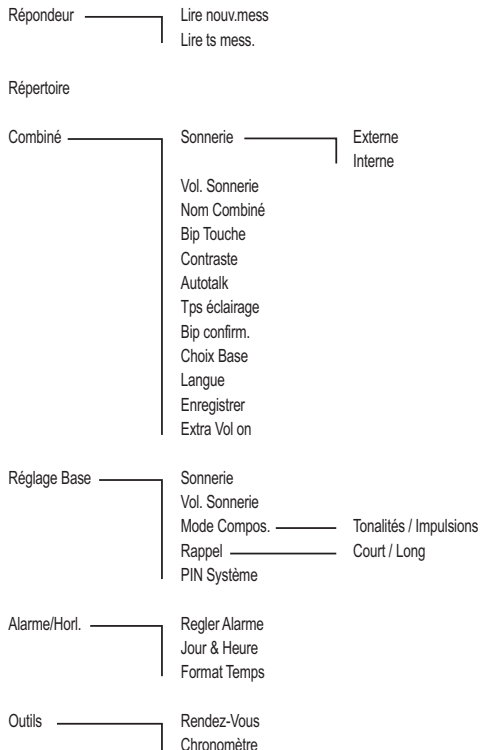 Répondeur Lire nouv.mess
Lire ts mess.
Répertoire
Combiné Sonnerie Externe
Interne
Vol. Sonnerie
Nom Combiné
Bip Touche
Contraste
Autotalk
Tps éclairage
Bip confirm.
Choix Base
Langue
Enregistrer
Extra Vol on
Réglage Base Sonnerie
Vol. Sonnerie
Mode Compos. Tonalités / Impulsions
Rappel Court / Long
PIN Système
Alarme/Horl. Regler Alarme
Jour & Heure
Format Temps
Outils Rendez-Vous
Chronomètre